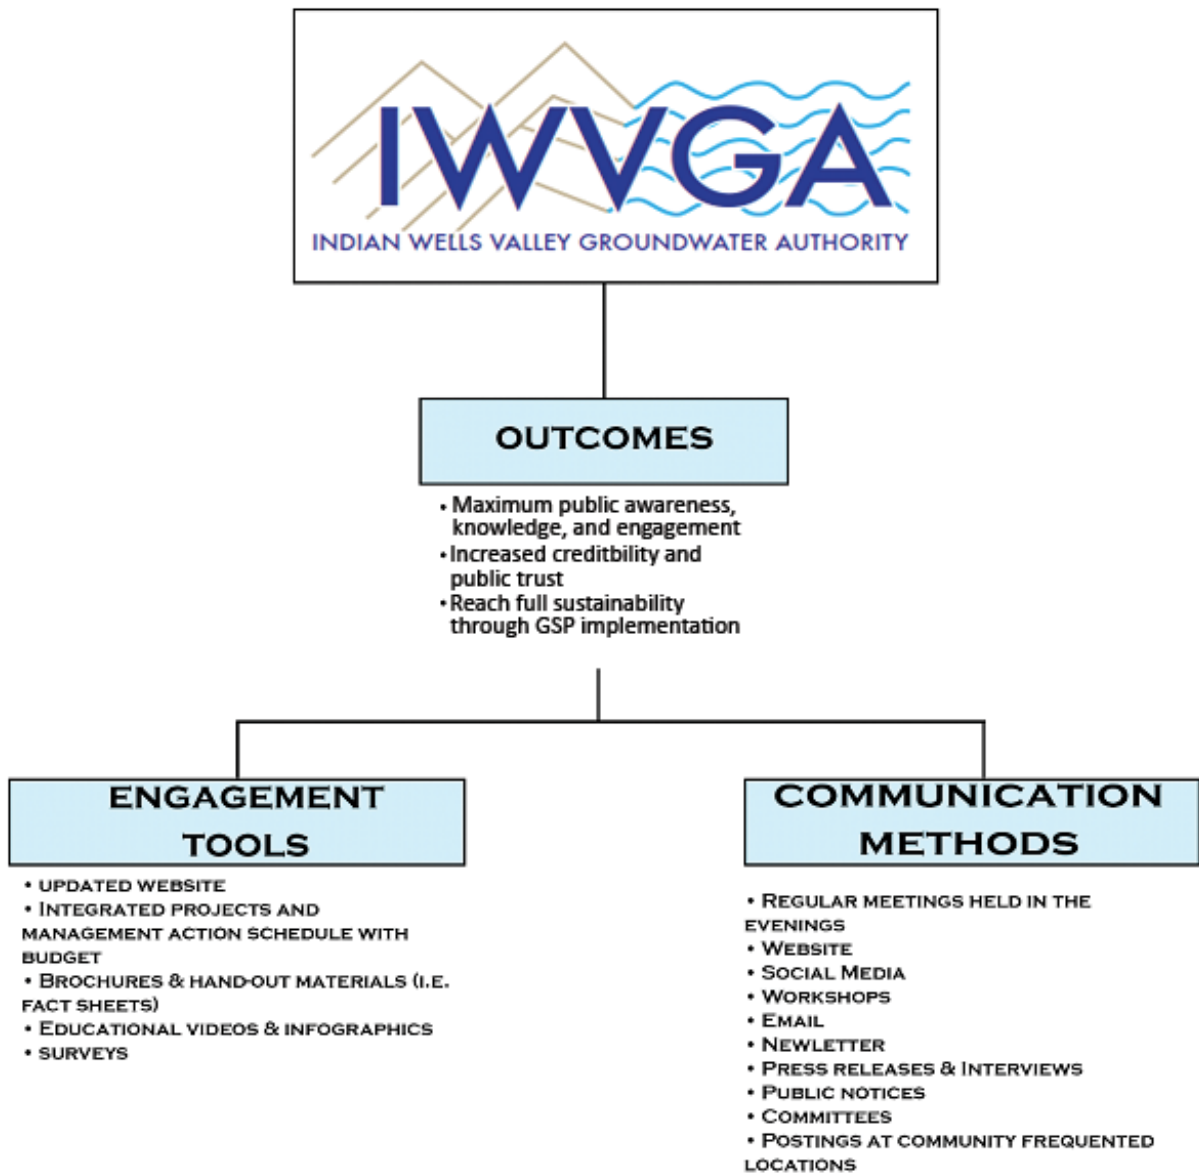 IWVGA
INDIAN WELLS VALLEY GROUNDWATER AUTHORITY
OUTCOMES
• Maximum public awareness,
knowledge, and engagement
• Increased creditbility and
public trust
• Reach full sustainability
through GSP implementation
ENGAGEMENT
TOOLS
• UPDATED WEBSITE
• INTEGRATED PROJECTS AND
MANAGEMENT ACTION SCHEDULE WITH
BUDGET
• BROCHURES & HAND-OUT MATERIALS (I.E.
FACT SHEETS)
• EDUCATIONAL VIDEOS & INFOGRAPHICS
• SURVEYS
COMMUNICATION
METHODS
• REGULAR MEETINGS HELD IN THE
EVENINGS
• WEBSITE
• SOCIAL MEDIA
• WORKSHOPS
• EMAIL
• NEWLETTER
• PRESS RELEASES & INTERVIEWS
• PUBLIC NOTICES
• COMMITTEES
• POSTINGS AT COMMUNITY FREQUENTED
LOCATIONS